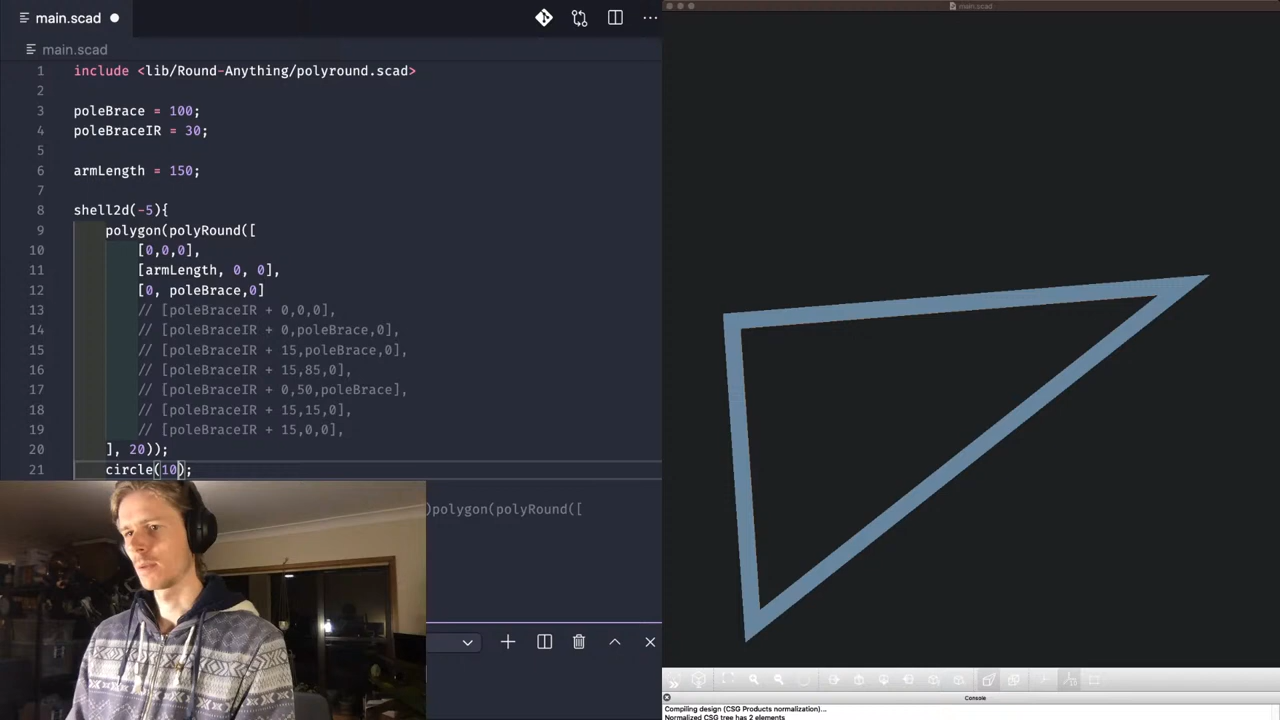 main.scad
main.scad
main.scad
1 include <lib/Round-Anything/polyround.scad>
2
3 poleBrace = 100;
4 poleBraceIR = 30;
5
6 armLength = 150;
7
8 shell2d(-5){
9 polygon(polyRound([
10 [0,0,0],
11 [armLength, 0, 0],
12 [0, poleBrace,0]
13 // [poleBraceIR + 0,0,0],
14 // [poleBraceIR + 0,poleBrace,0],
15 // [poleBraceIR + 15,poleBrace,0],
16 // [poleBraceIR + 15,85,0],
17 // [poleBraceIR + 0,50,poleBrace],
18 // [poleBraceIR + 15,15,0],
19 // [poleBraceIR + 15,0,0],
20 ], 20));
21 circle(10);
)polygon(polyRound([
Console
Compiling design (CSG Products normalization)...
Normalized CSG tree has 2 elements